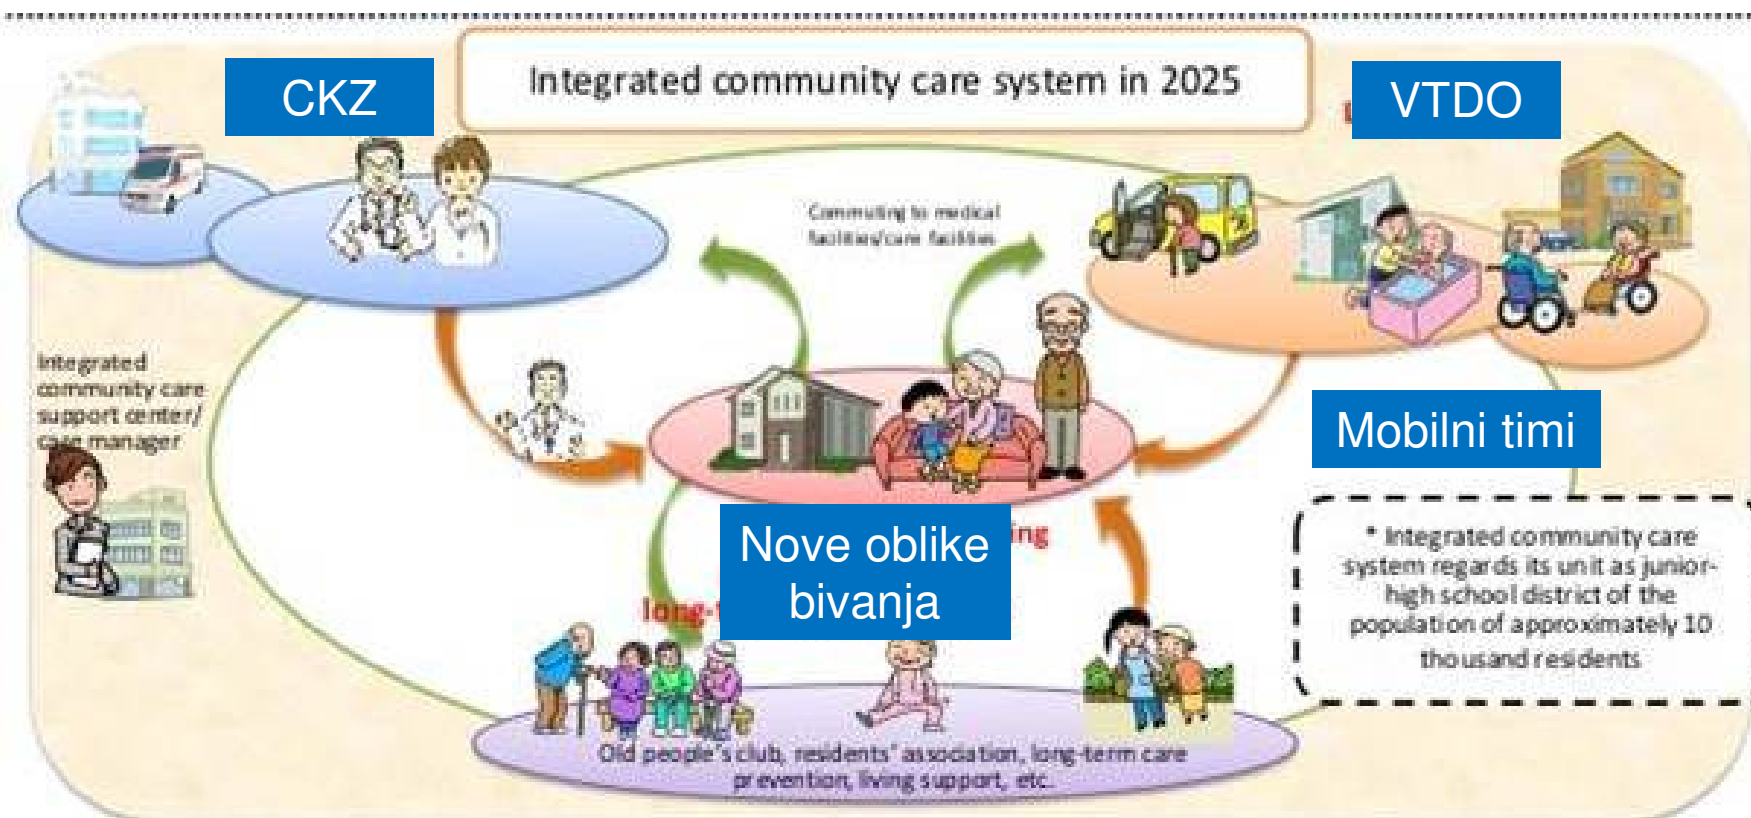 CKZ
Integrated community care system in 2025
VTDO
Commuting to medical
facilities/care facilities
Integrated
community care
support center/
case manager
Mobilni timi
Nove oblike
bivanja
ing
long-
* Integrated community care
system regards its unit as junior-
high school district of the
population of approximately 10
thousand residents
Old people's club, residents' association, long-term care
prevention, living support, etc.